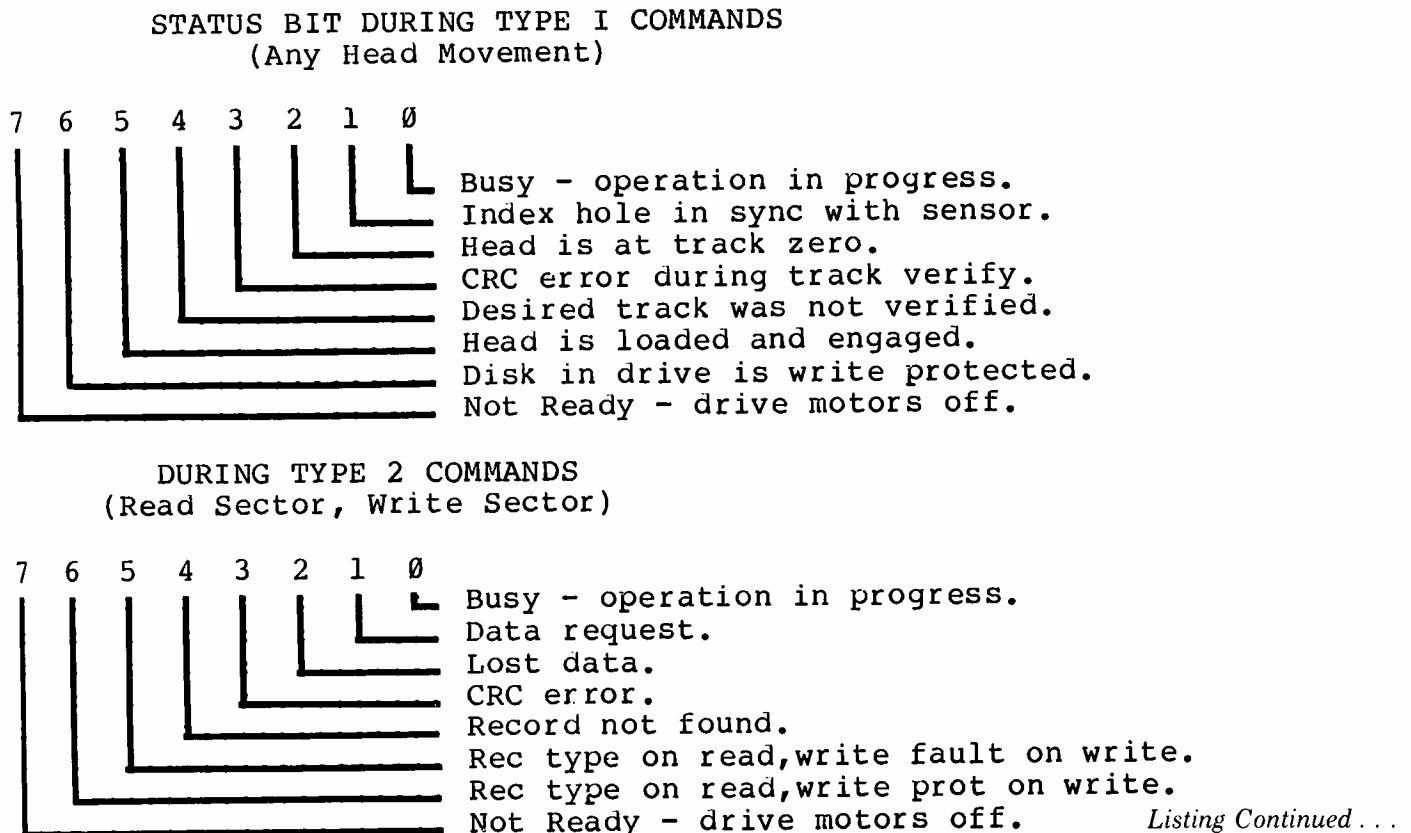 STATUS BIT DURING TYPE I COMMANDS
(Any Head Movement)
7 6 5 4 3 2 1 0
Busy - operation in progress.
Index hole in sync with sensor.
Head is at track zero.
CRC error during track verify.
Desired track was not verified.
Head is loaded and engaged.
Disk in drive is write protected.
Not Ready - drive motors off.
DURING TYPE 2 COMMANDS
(Read Sector, Write Sector)
7 6 5 4 3 2 1 0
Busy - operation in progress.
Data request.
Lost data.
CRC error.
Record not found.
Rec type on read,write fault on write.
Rec type on read,write prot on write.
Not Ready - drive motors off.
Listing Continued . . .